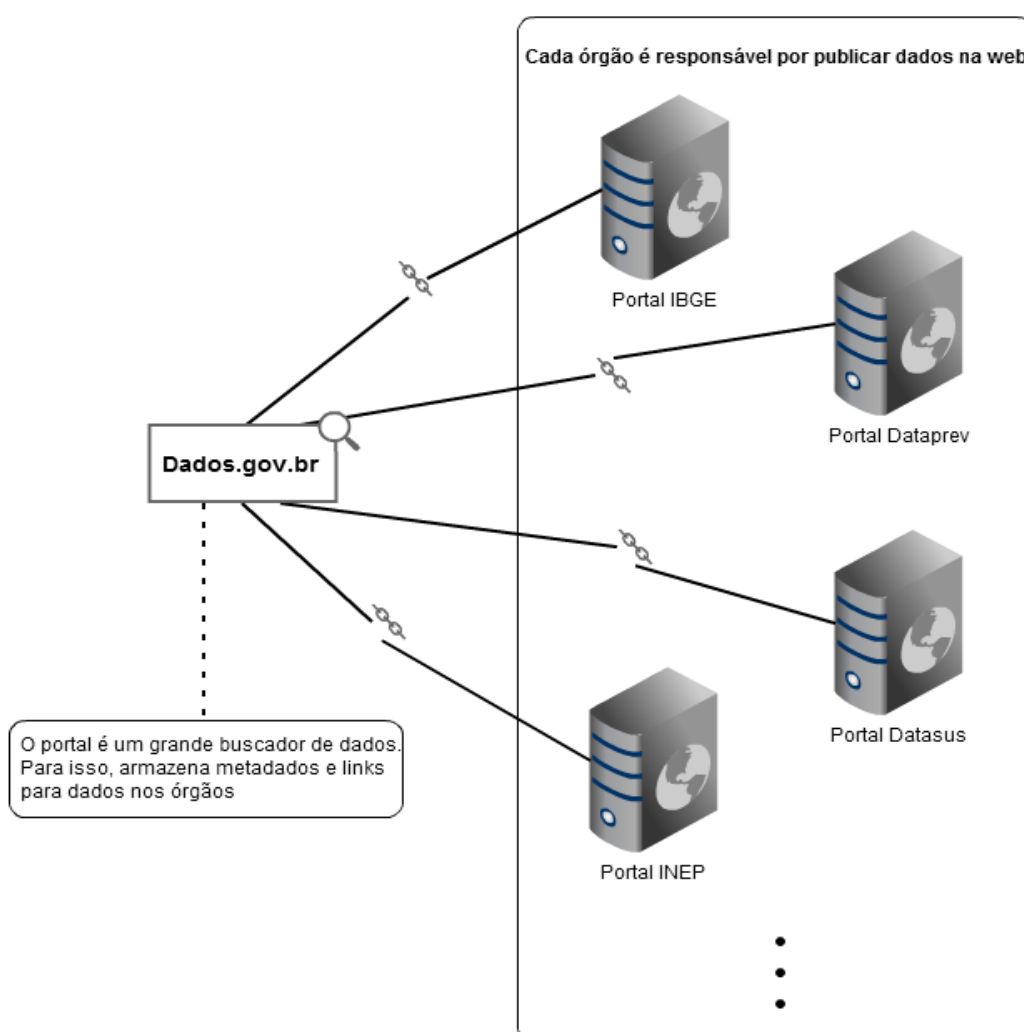 Cada órgão é responsável por publicar dados na web
Portal IBGE
Portal Dataprev
Dados.gov.br
Portal Datasus
O portal é um grande buscador de dados.
Para isso, armazena metadados e links
para dados nos órgãos
Portal INEP